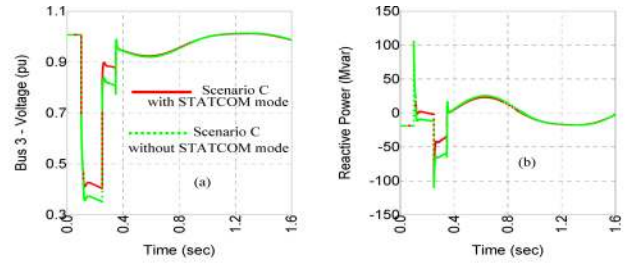 1.1
0.9
0.7
0.5
0.3
Bus 3 - Voltage (pu)
Scenario C
with STATCOM mode
Scenario C
without STATCOM mode
(a)
0.0
0.4
0.8
1.2
1.6
Time (sec)
150
100
50
0
-50
-100
-150
Reactive Power (Mvar)
(b)
0.0
0.4
0.8
1.2
1.6
Time (sec)